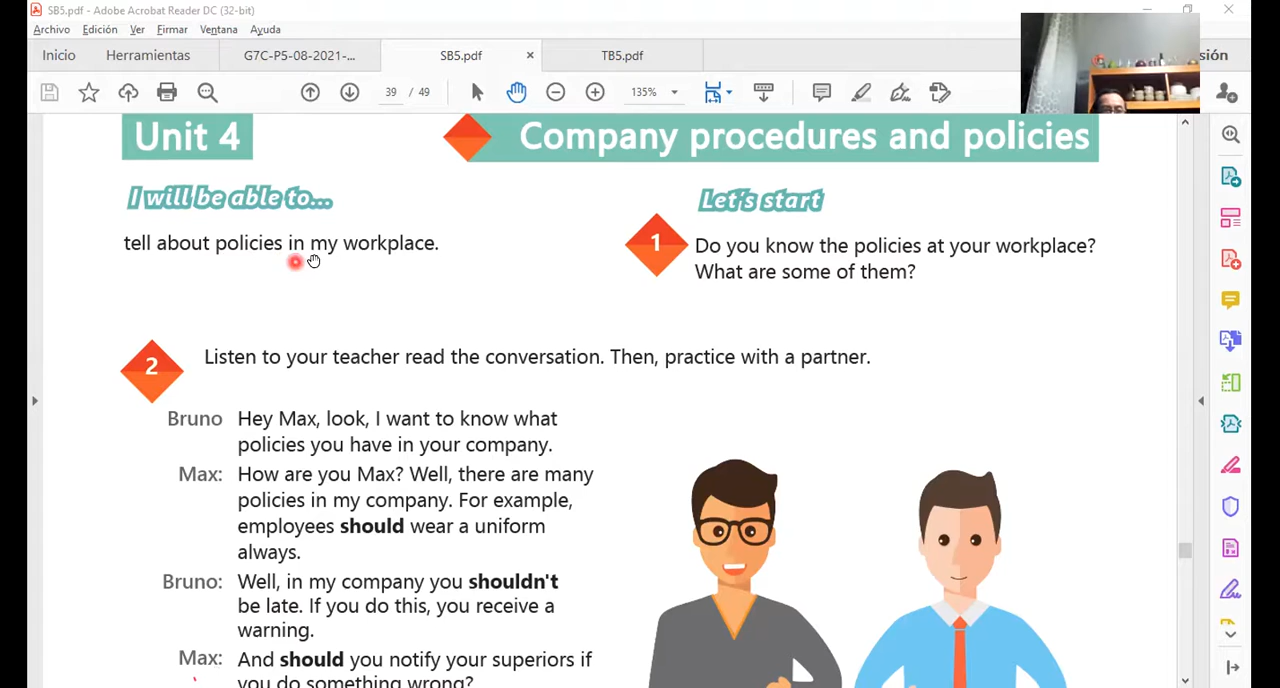 SB5.pdf - Adobe Acrobat Reader DC (32-bit)
Archivo Edición Ver Firmar Ventana Ayuda
Inicio Herramientas G7C-P5-08-2021-... SB5.pdf × TB5.pdf sión
39 / 49 135%
Unit 4 Company procedures and policies
I will be able to...
tell about policies in my workplace.
Let's start
1 Do you know the policies at your workplace?
What are some of them?
2 Listen to your teacher read the conversation. Then, practice with a partner.
Bruno Hey Max, look, I want to know what
policies you have in your company.
Max: How are you Max? Well, there are many
policies in my company. For example,
employees should wear a uniform
always.
Bruno: Well, in my company you shouldn't
be late. If you do this, you receive a
warning.
Max: And should you notify your superiors if
you do something wrong?